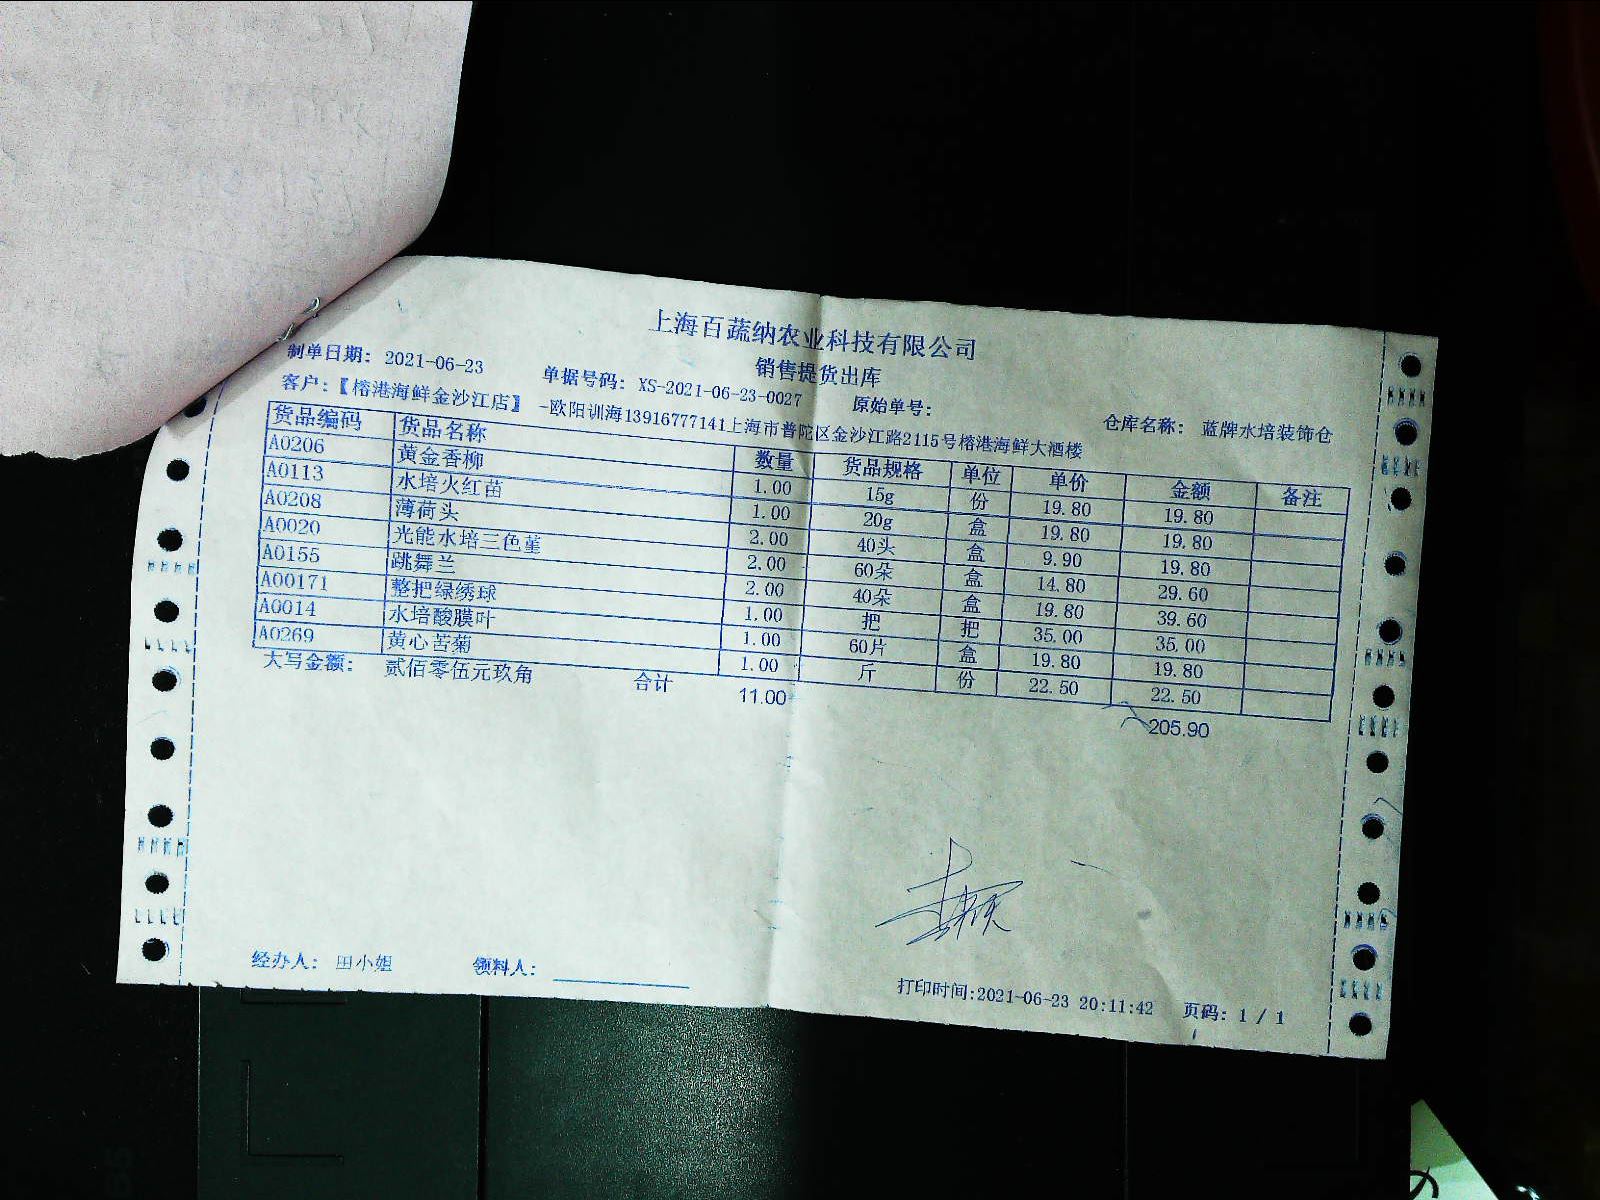 上海百蔬纳农业科技有限公司
销售提货出库
制单日期: 2021-06-23 单据号码: XS-2021-06-23-0027 原始单号: 仓库名称: 蓝牌水培装饰仓
客户:【榕港海鲜金沙江店】 -欧阳训海13916777141上海市普陀区金沙江路2115号榕港海鲜大酒楼
货品编码 货品名称 数量 货品规格 单位 单价 金额 备注
A0206 黄金香柳 1.00 15g 份 19.80 19.80
A0113 水培火红苗 1.00 20g 盒 19.80 19.80
A0208 薄荷头 2.00 40头 盒 9.90 19.80
A0020 光能水培三色堇 2.00 60朵 盒 14.80 29.60
A0155 跳舞兰 2.00 40朵 盒 19.80 39.60
A00171 整把绿绣球 1.00 把 把 35.00 35.00
A0014 水培酸膜叶 1.00 60片 盒 19.80 19.80
A0269 黄心苦菊 1.00 斤 份 22.50 22.50
大写金额: 贰佰零伍元玖角 合计 11.00 205.90
经办人: 田小姐 领料人:
打印时间:2021-06-23 20:11:42 页码: 1 / 1